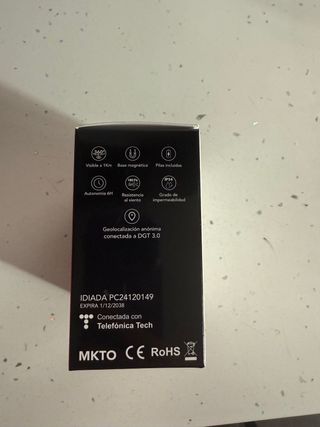 360°
Visible a 1Km
Base magnética
Pilas incluidas
Autonomía 6H
Resistencia
al viento
IP54
Grado de
impermeabilidad
Geolocalización anónima
conectada a DGT 3.0
IDIADA PC24120149
EXPIRA 1/12/2038
Conectada con
Telefónica Tech
MKTO CE RoHS